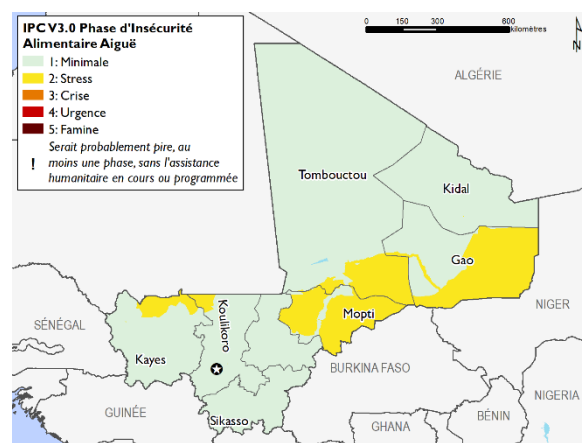 IPC V3.0 Phase d'Insécurité
Alimentaire Aiguë
1: Minimale
2: Stress
3: Crise
4: Urgence
5: Famine
Serait probablement pire, au
! moins une phase, sans l'assistance
humanitaire en cours ou programmée
0 150 300 600
kilomètres
N
ALGÉRIE
Tombouctou
Kidal
Gao
NIGER
Koulikoro
Mopti
SÉNÉGAL
Kayes
BURKINA FASO
GUINÉE
Sikasso
GHANA
BÉNIN
NIGERIA